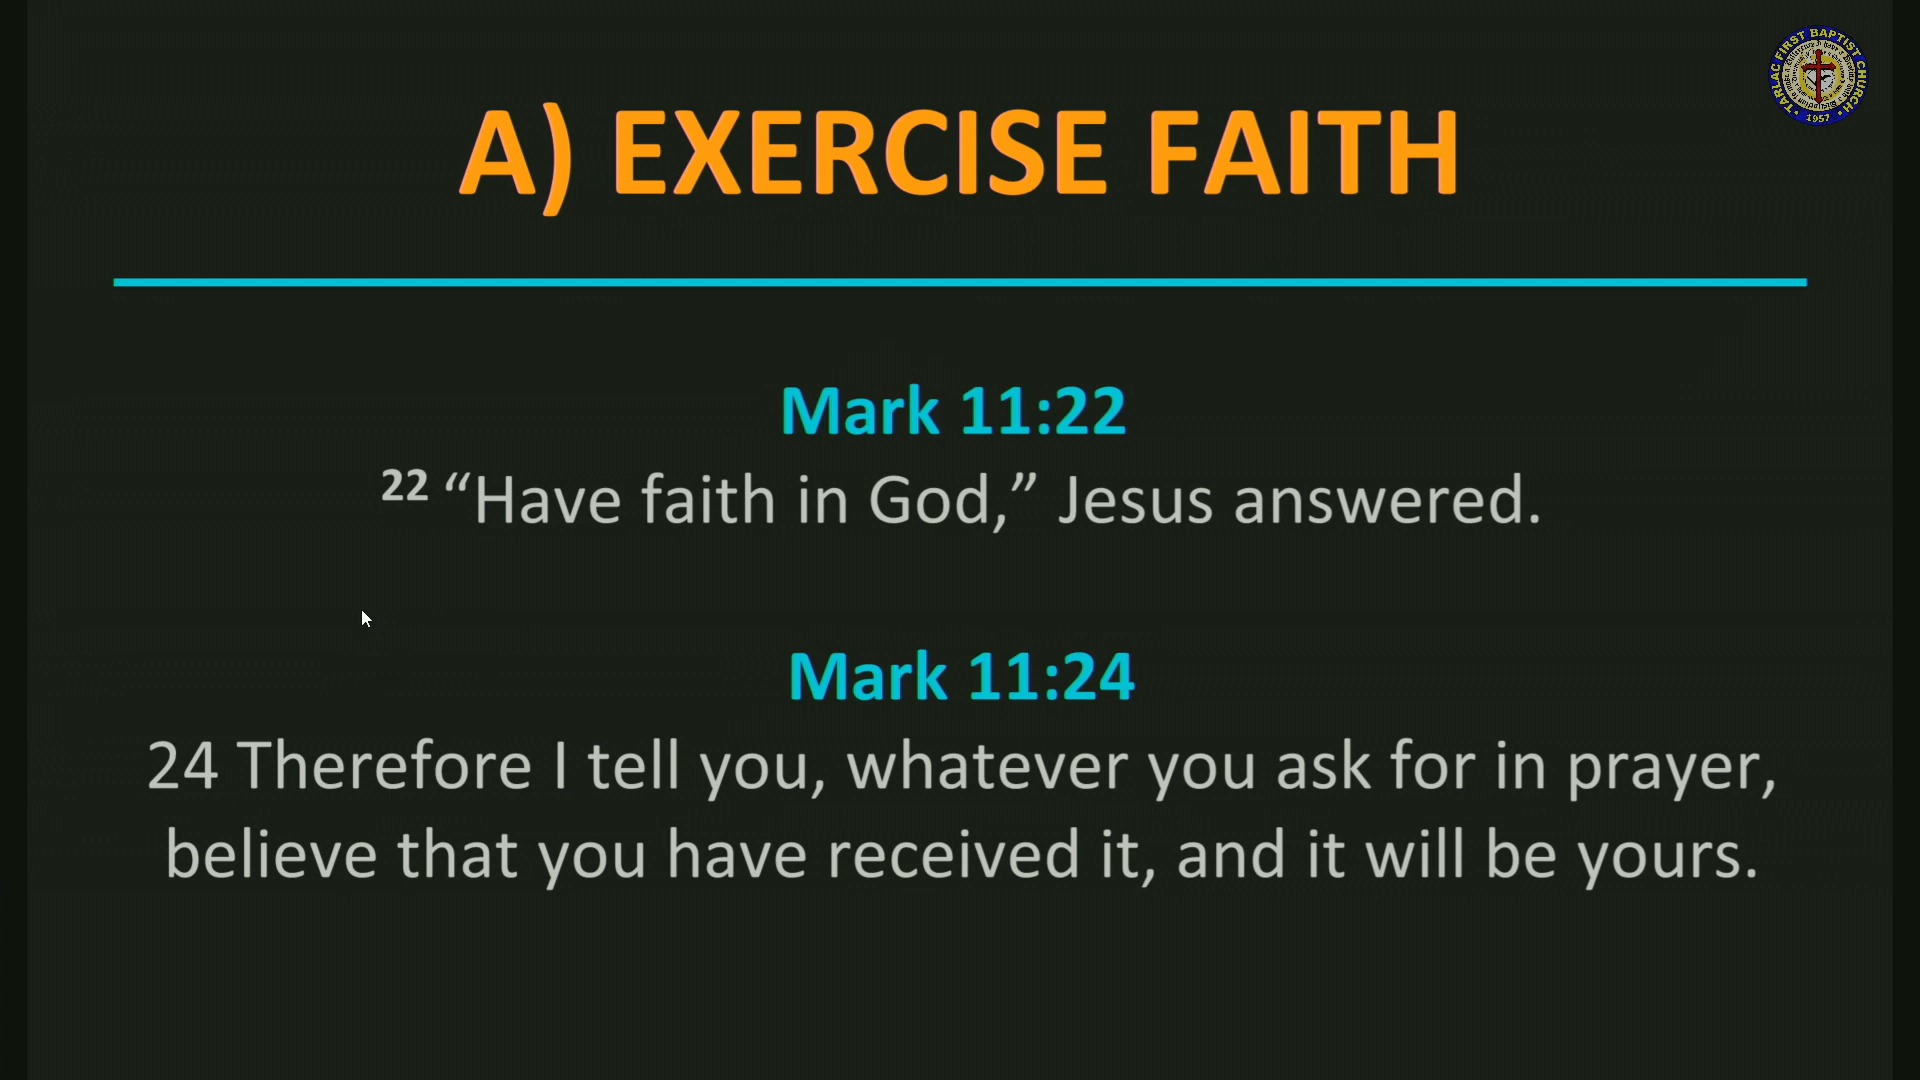 TARLAC FIRST BAPTIST CHURCH
• 1957 •
A) EXERCISE FAITH
Mark 11:22
22 “Have faith in God,” Jesus answered.
Mark 11:24
24 Therefore I tell you, whatever you ask for in prayer,
believe that you have received it, and it will be yours.